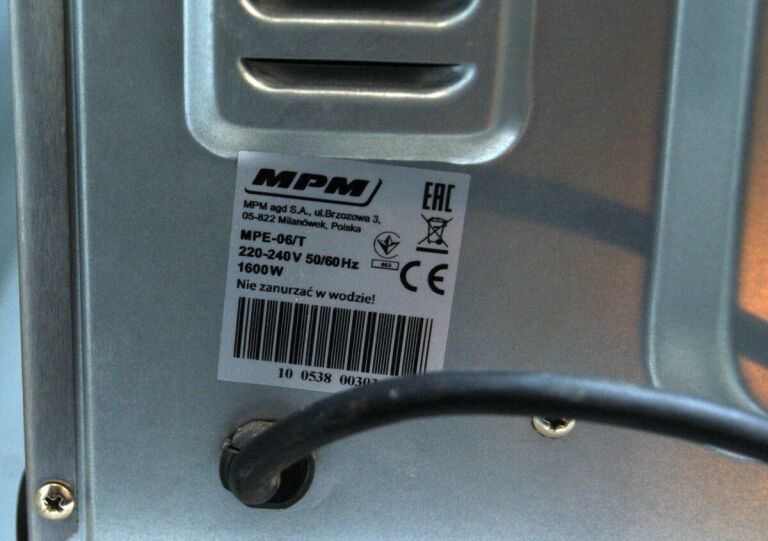 MPM
MPM agd S.A., ul.Brzozowa 3,
05-822 Milanówek, Polska
MPE-06/T
220-240V 50/60Hz
1600W
Nie zanurzać w wodzie!
EAC
003
CE
10 0538